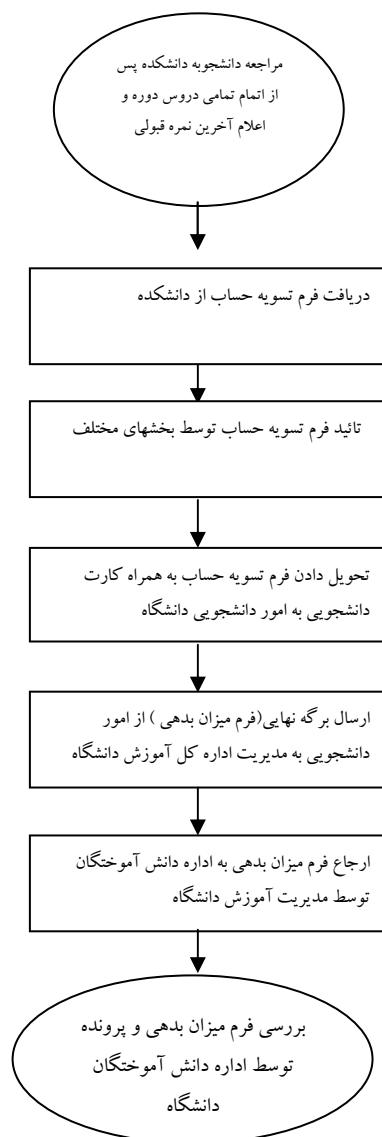 مراجعه دانشجوبه دانشکده پس
از اتمام تمامی دروس دوره و
اعلام آخرین نمره قبولی
دریافت فرم تسویه حساب از دانشکده
تائید فرم تسویه حساب توسط بخشهای مختلف
تحویل دادن فرم تسویه حساب به همراه کارت
دانشجویی به امور دانشجویی دانشگاه
ارسال برگه نهایی(فرم میزان بدهی ) از امور
دانشجویی به مدیریت اداره کل آموزش دانشگاه
ارجاع فرم میزان بدهی به اداره دانش آموختگان
توسط مدیریت آموزش دانشگاه
بررسی فرم میزان بدهی و پرونده
توسط اداره دانش آموختگان
دانشگاه